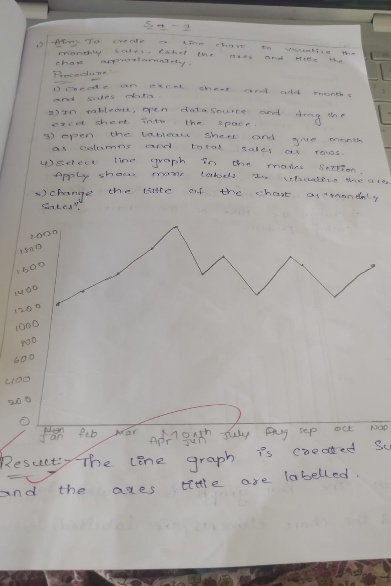 1) Aim: To create a line chart to visualize the
monthly sales. Label the axes and title the
chart appropriately.
Procedure:
1) Create an excel sheet and add months
and sales data.
2) In tableau, open data source and drag the
excel sheet into the space.
3) open the tableau sheet and give month
as columns and total sales as rows.
4) Select line graph in the marks section.
Apply show mark labels to visualize the axes
5) Change the tittle of the chart as "Monthly
Sales".
2000
1800
1600
1400
1200
1000
800
600
400
200
0
Jan feb Mar Apr Month Jun July Aug sep oct Nov
Result:- The line graph is created Su
and the axes tittle are labelled.